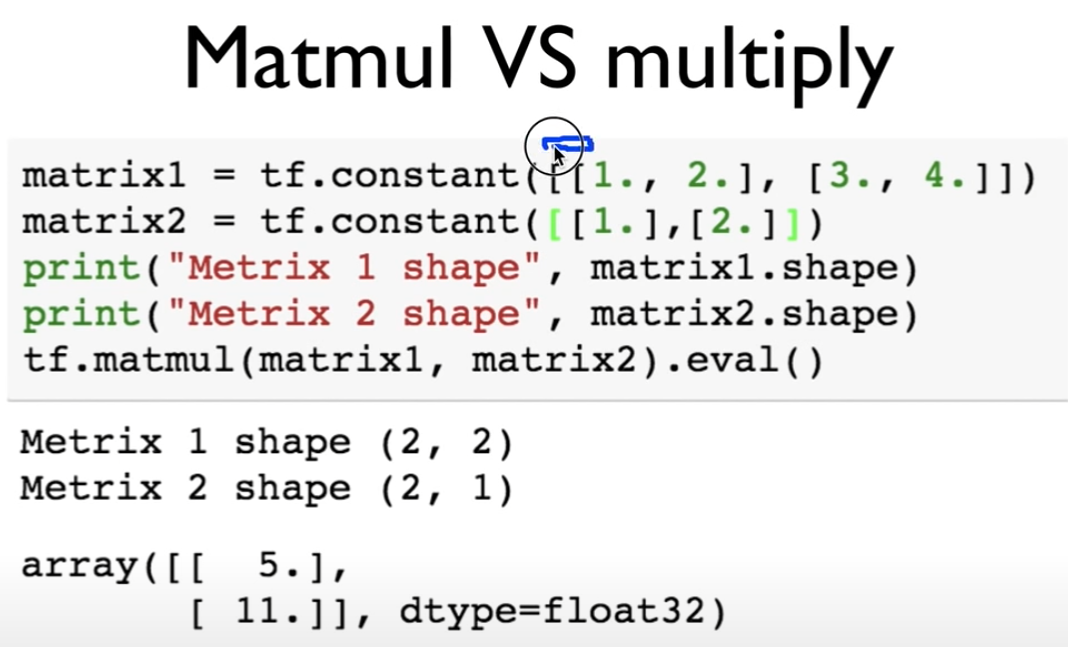 Matmul VS multiply
matrix1 = tf.constant([[1., 2.], [3., 4.]])
matrix2 = tf.constant([[1.],[2.]])
print("Metrix 1 shape", matrix1.shape)
print("Metrix 2 shape", matrix2.shape)
tf.matmul(matrix1, matrix2).eval()
Metrix 1 shape (2, 2)
Metrix 2 shape (2, 1)
array([[  5.],
       [ 11.]], dtype=float32)